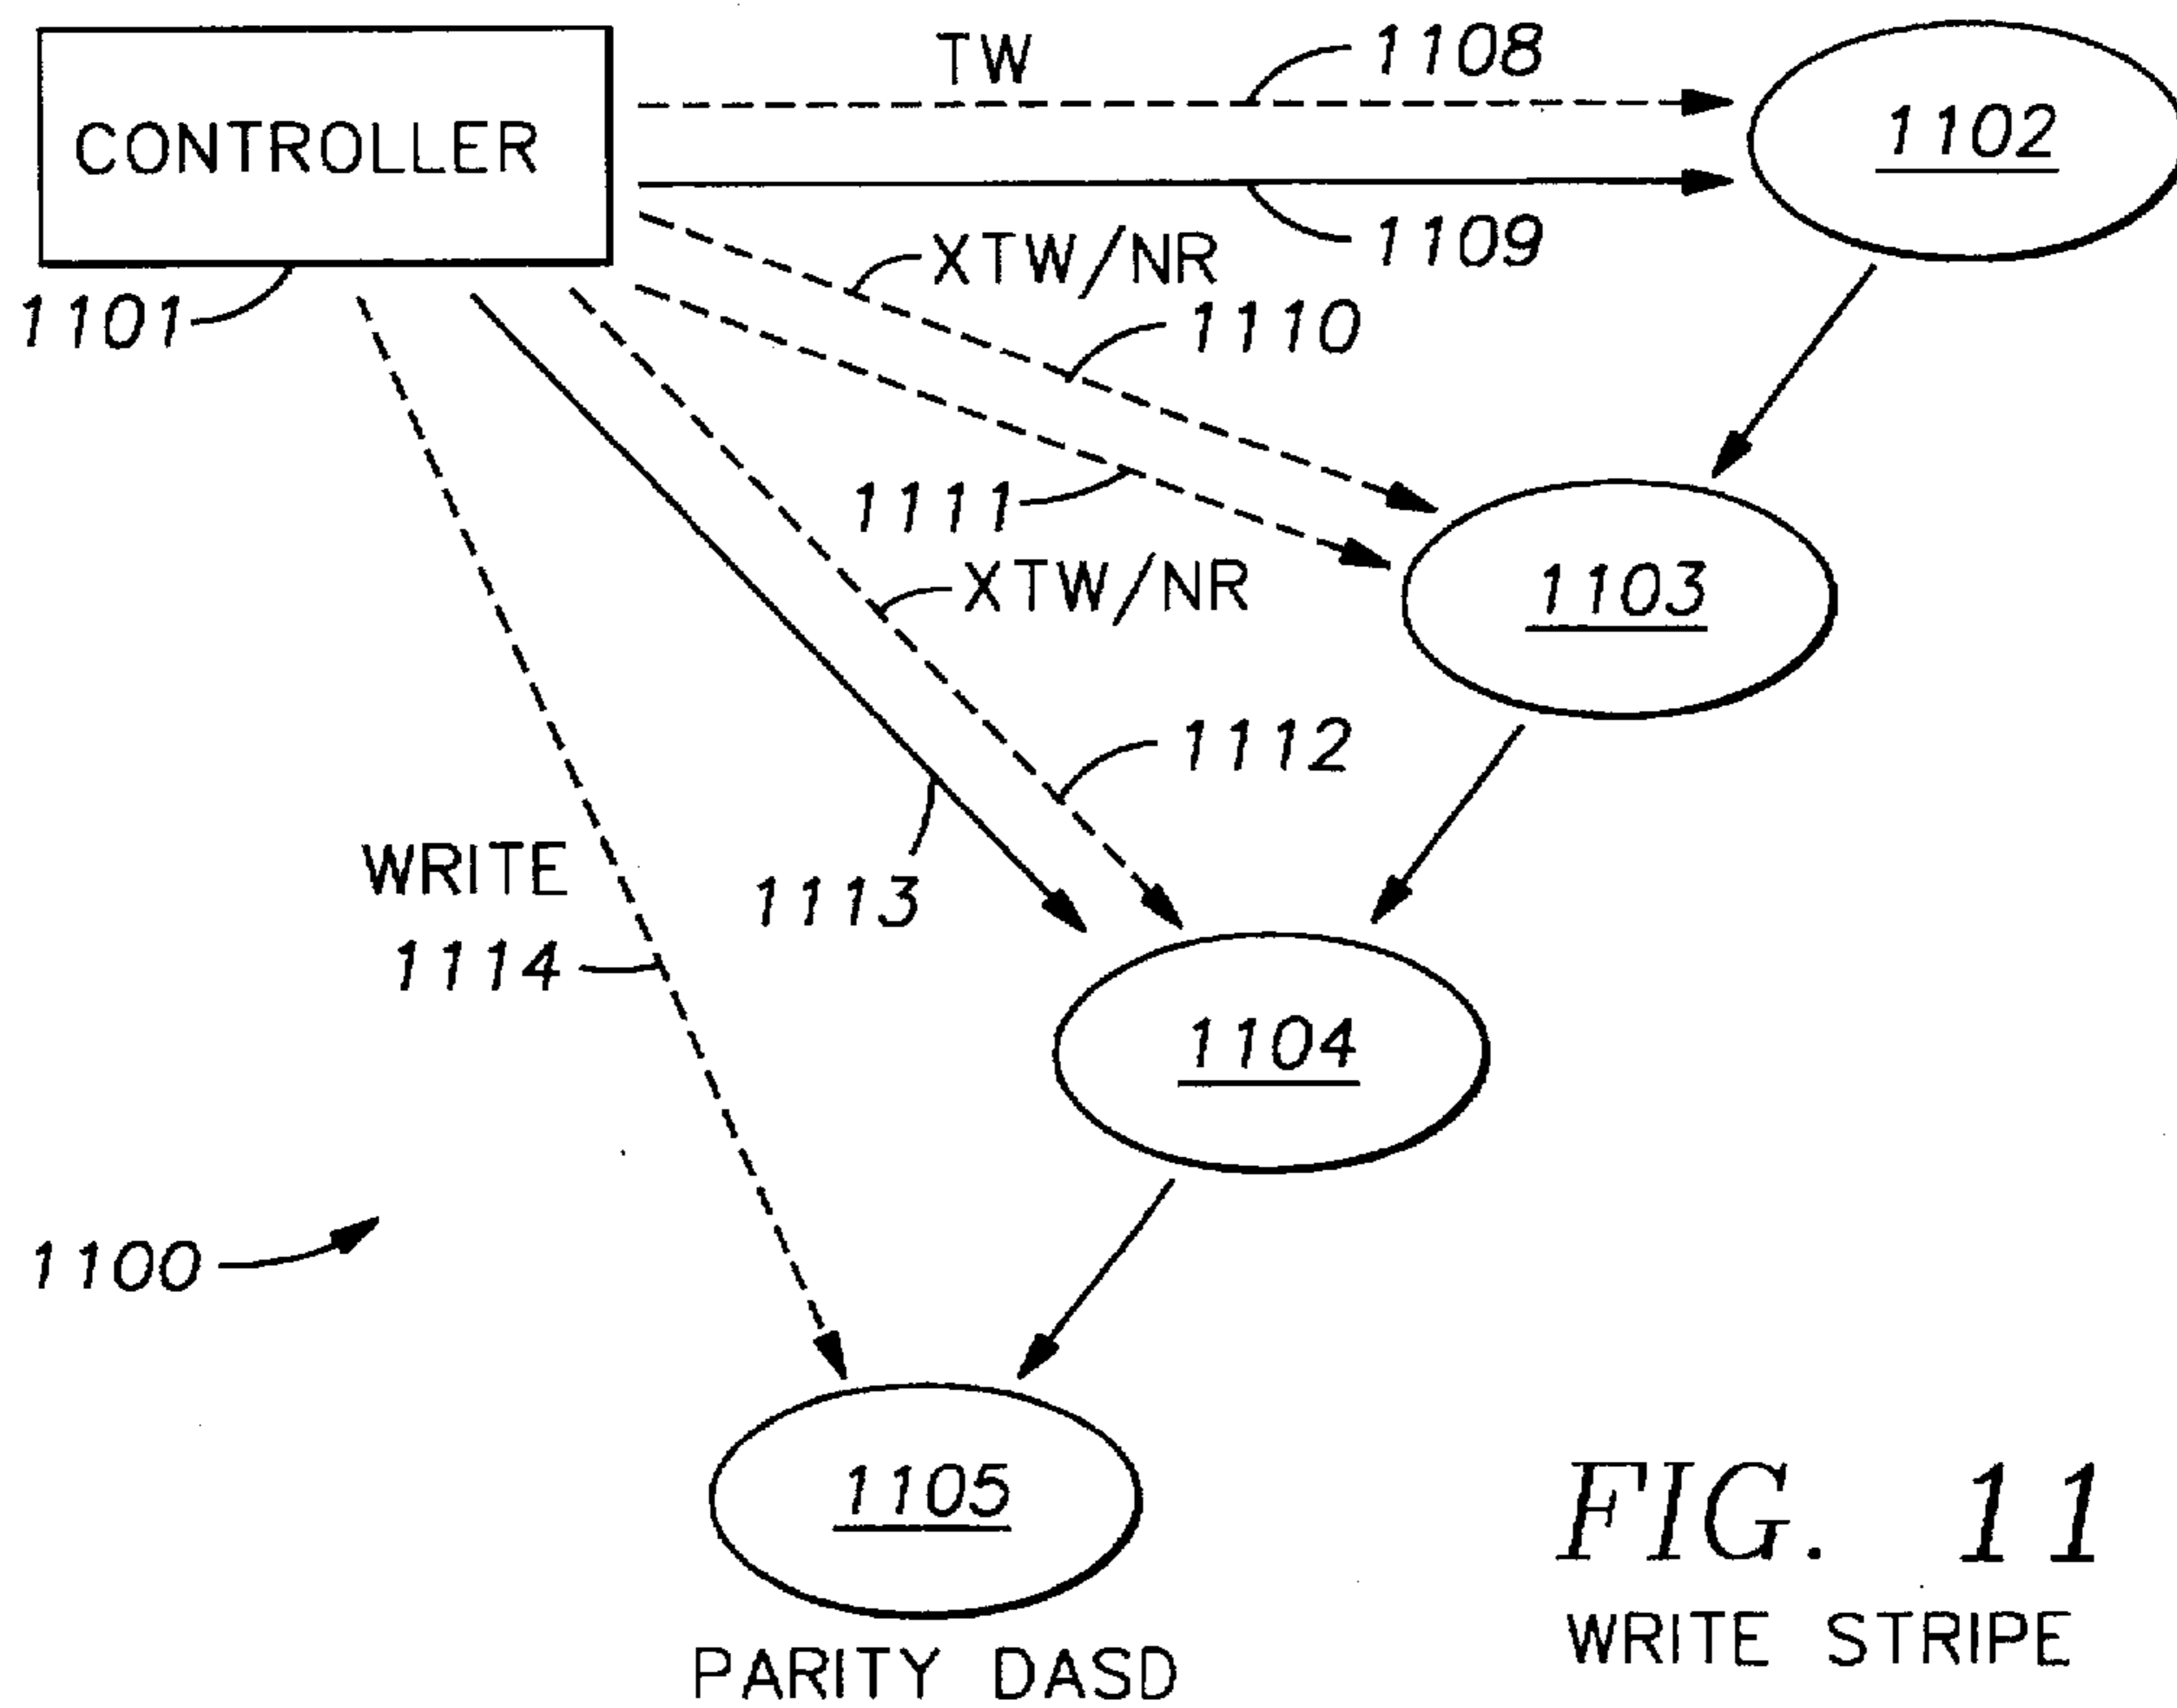 TW
1108
CONTROLLER
1102
1109
XTW/NR
1101
1110
1111
XTW/NR
1103
1112
WRITE
1113
1114
1104
1100
1105
FIG. 11
WRITE STRIPE
PARITY DASD